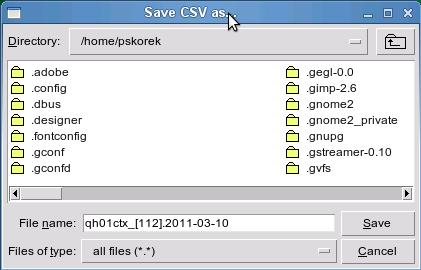 Save CSV as...
Directory: /home/pskorek
.adobe .gegl-0.0
.config .gimp-2.6
.dbus .gnome2
.designer .gnome2_private
.fontconfig .gnupg
.gconf .gstreamer-0.10
.gconfd .gvfs
File name: qh01ctx_[112].2011-03-10 Save
Files of type: all files (*.*) Cancel